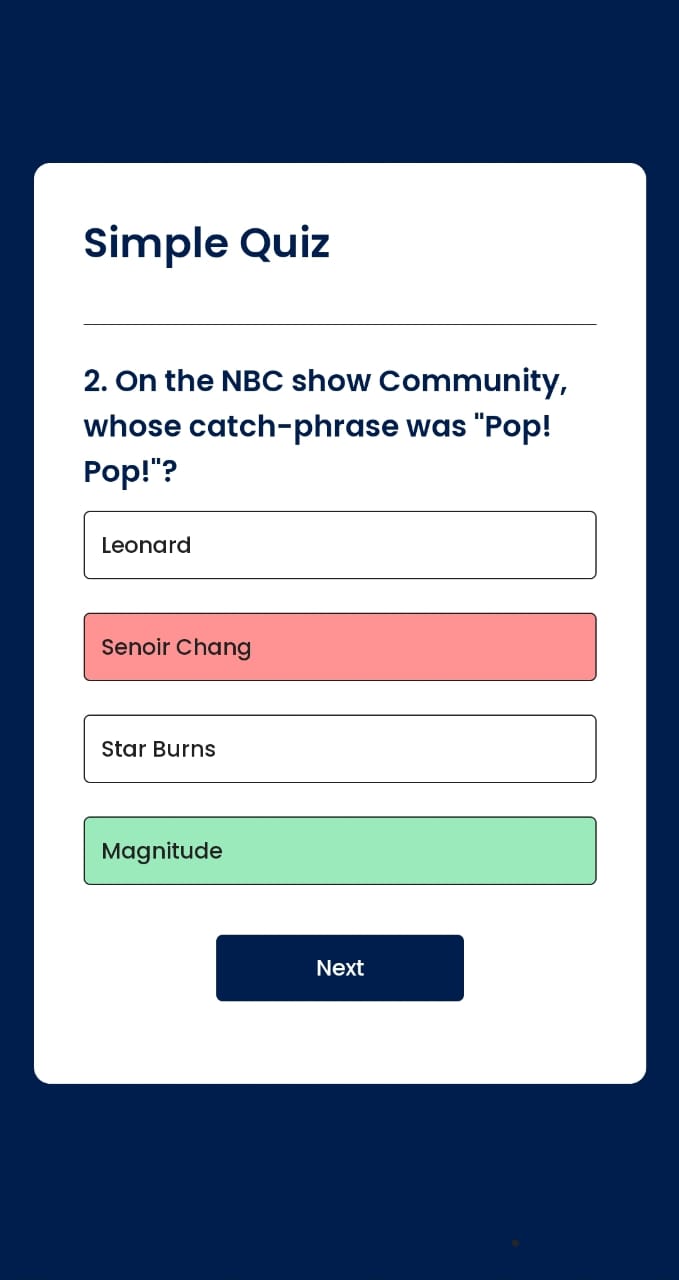 Simple Quiz
2. On the NBC show Community,
whose catch-phrase was "Pop!
Pop!"?
Leonard
Senoir Chang
Star Burns
Magnitude
Next